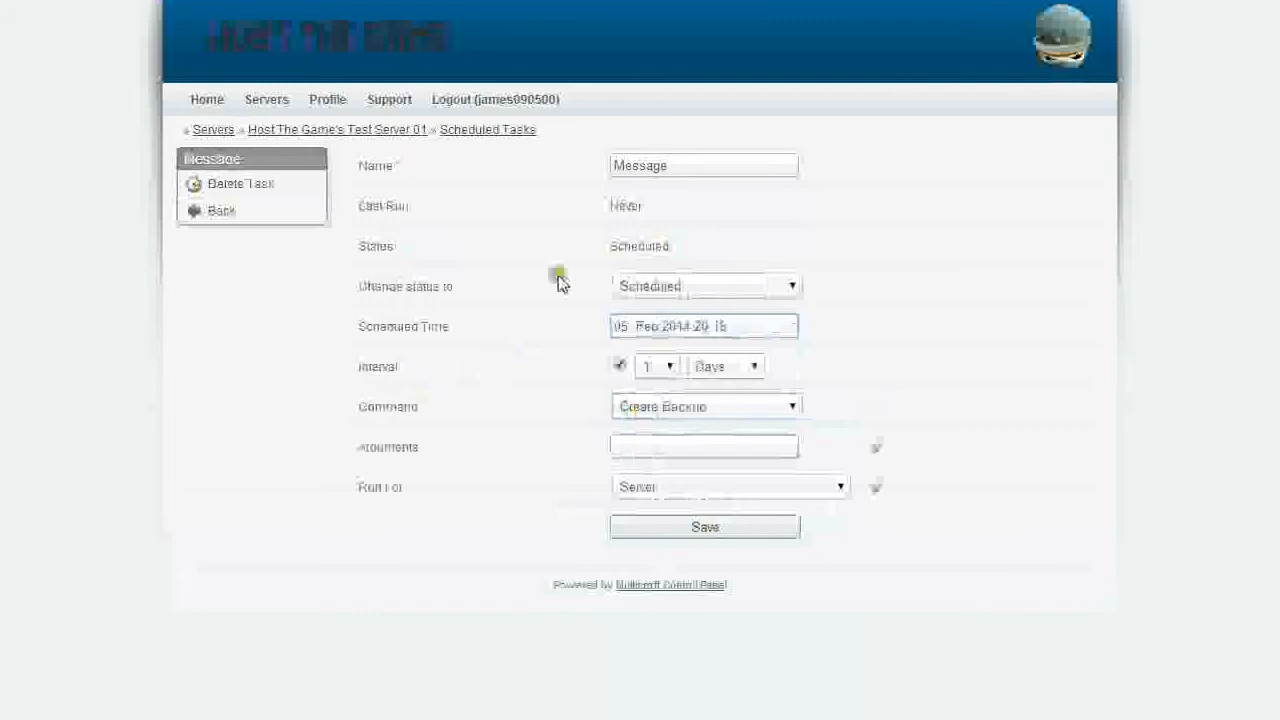 Home Servers Profile Support Logout (james090500)
» Servers » Host The Game's Test Server 01 » Scheduled Tasks
Message
Delete Task
Back
Name * Message
Last Run Never
Status Scheduled
Change status to Scheduled
Scheduled Time 05 Feb 2014 20
Interval 1 Days
Command Create Backup
Arguments
Run For Server
Save
Powered by Multicraft Control Panel